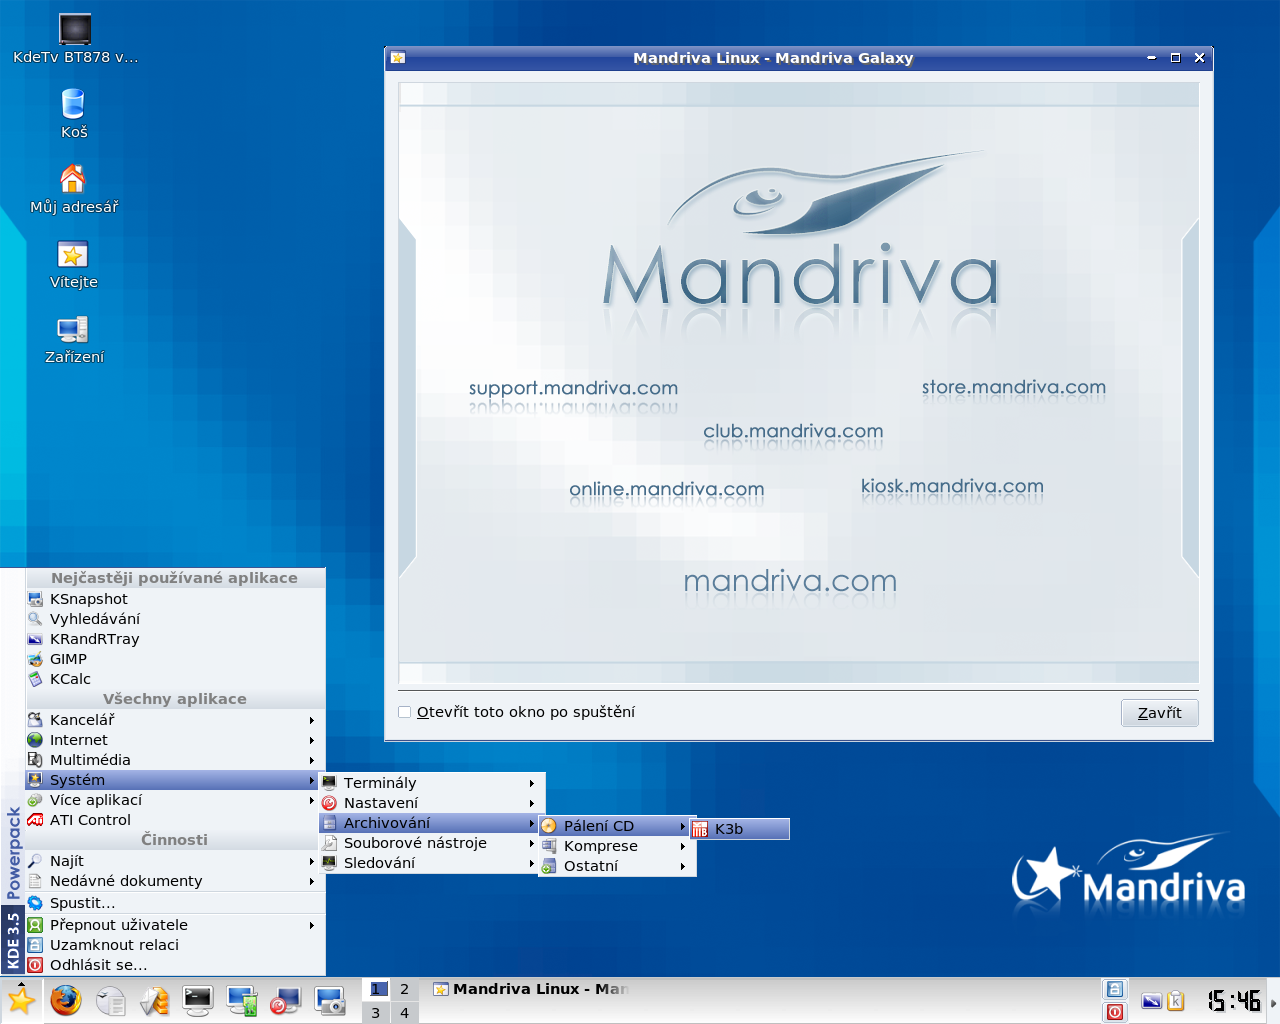 KdeTv BT878 v...
Koš
Můj adresář
Vítejte
Zařízení
Mandriva Linux - Mandriva Galaxy
Mandriva
support.mandriva.com
store.mandriva.com
club.mandriva.com
online.mandriva.com
kiosk.mandriva.com
mandriva.com
Otevřít toto okno po spuštění
Zavřít
Nejčastěji používané aplikace
KSnapshot
Vyhledávání
KRandRTray
GIMP
KCalc
Všechny aplikace
Kancelář
Internet
Multimédia
Systém
Více aplikací
ATI Control
Činnosti
Najít
Nedávné dokumenty
Spustit...
Přepnout uživatele
Uzamknout relaci
Odhlásit se...
KDE 3.5 Powerpack
Terminály
Nastavení
Archivování
Souborové nástroje
Sledování
Pálení CD
Komprese
Ostatní
K3b
Mandriva
1 2
3 4
Mandriva Linux - Man
15:46